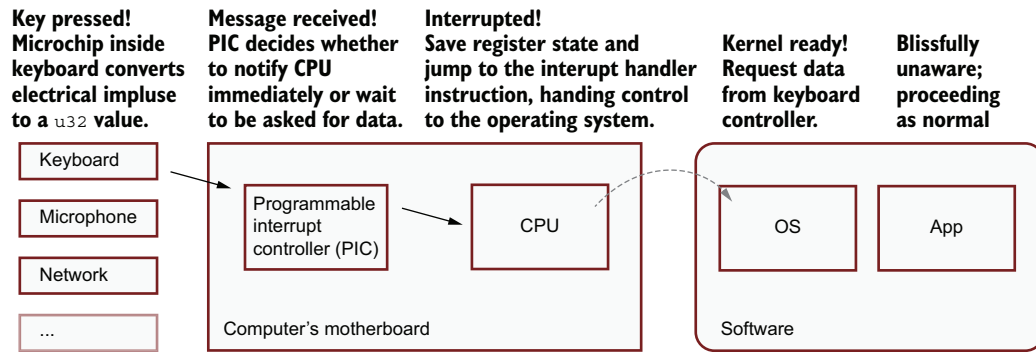 Key pressed!
Microchip inside
keyboard converts
electrical impluse
to a u32 value.
Message received!
PIC decides whether
to notify CPU
immediately or wait
to be asked for data.
Interrupted!
Save register state and
jump to the interupt handler
instruction, handing control
to the operating system.
Kernel ready!
Request data
from keyboard
controller.
Blissfully
unaware;
proceeding
as normal
Keyboard
Microphone
Network
...
Programmable
interrupt
controller (PIC)
CPU
Computer's motherboard
OS
App
Software